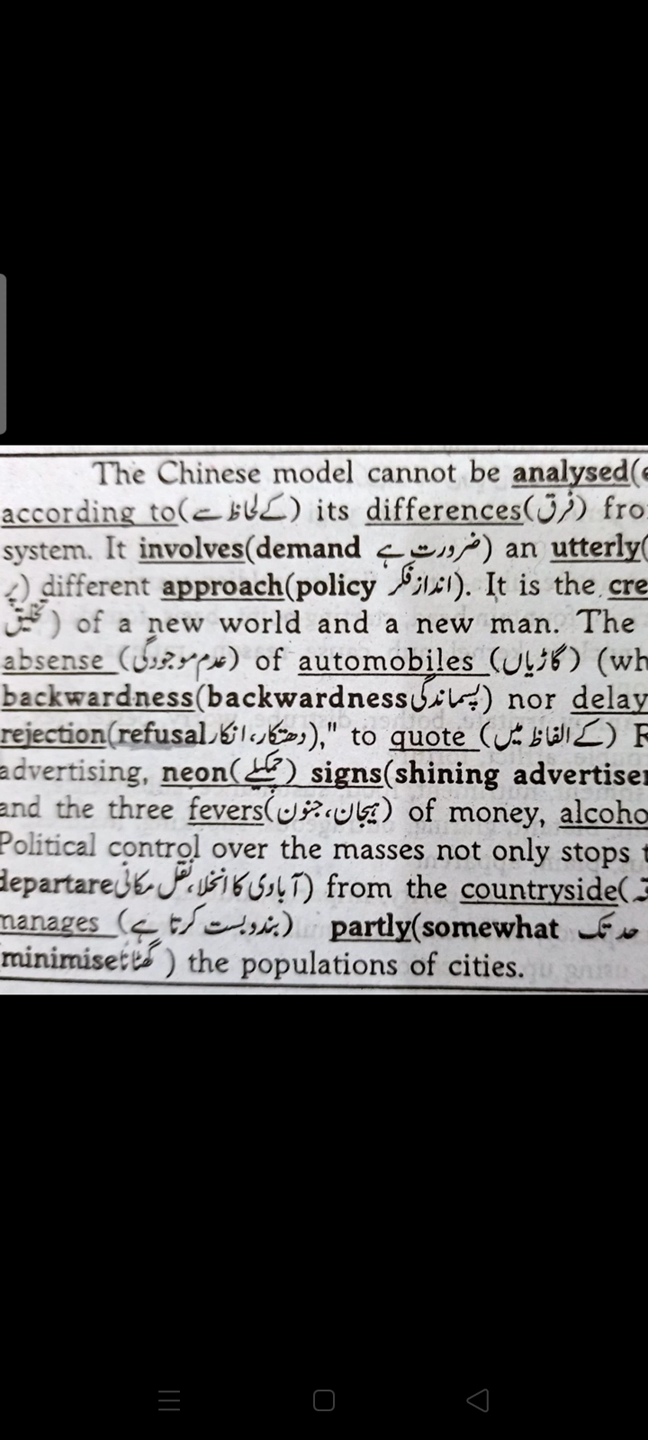 The Chinese model cannot be analysed(
according to(کے لحاظ سے) its differences(فرق) fro
system. It involves(demand ضرورت ہے) an utterly(
) different approach(policy انداز فکر). It is the cre
تخلیق) of a new world and a new man. The
absense (عدم موجودگی) of automobiles (گاڑیاں) (wh
backwardness(backwardness پسماندگی) nor delay
rejection(refusal دھتکار، انکار)," to quote (کے الفاظ میں) R
advertising, neon(چمکیلے) signs(shining advertiser
and the three fevers(ہیجان، جنون) of money, alcoho
Political control over the masses not only stops t
departare آبادی کا انخلا، نقل مکانی) from the countryside(
manages (بندوبست کرتا ہے) partly(somewhat حد تک
minimise گھٹانا) the populations of cities.